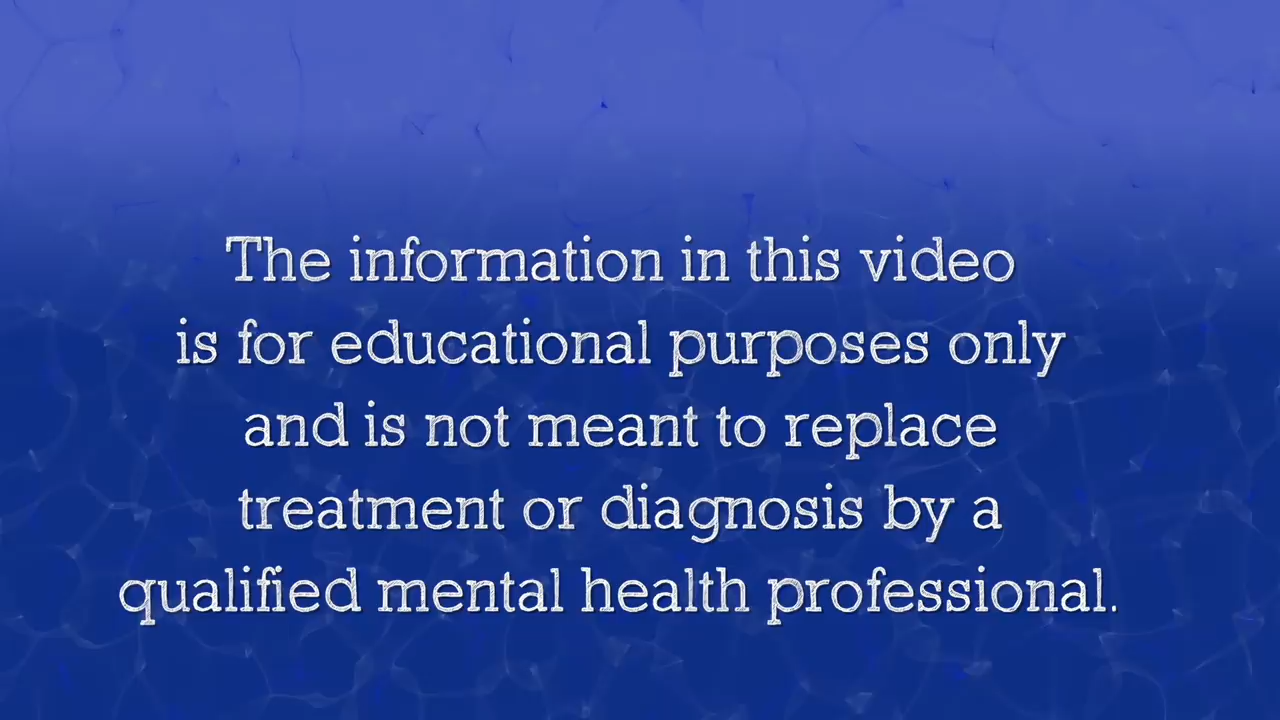 The information in this video
is for educational purposes only
and is not meant to replace
treatment or diagnosis by a
qualified mental health professional.